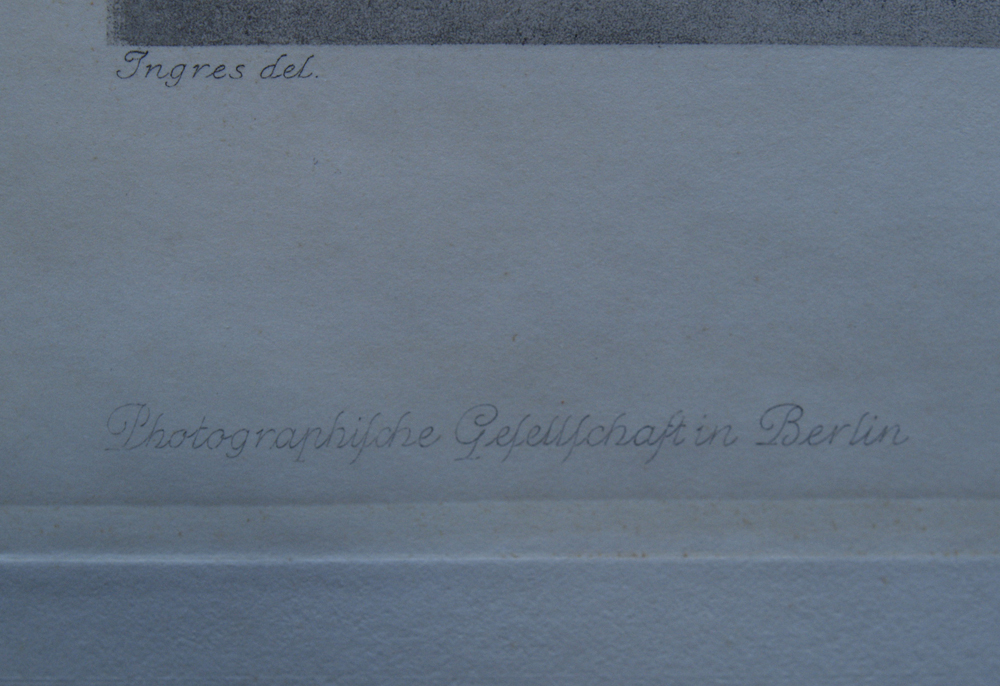 Ingres del.
Photographiſche Geſellſchaft in Berlin